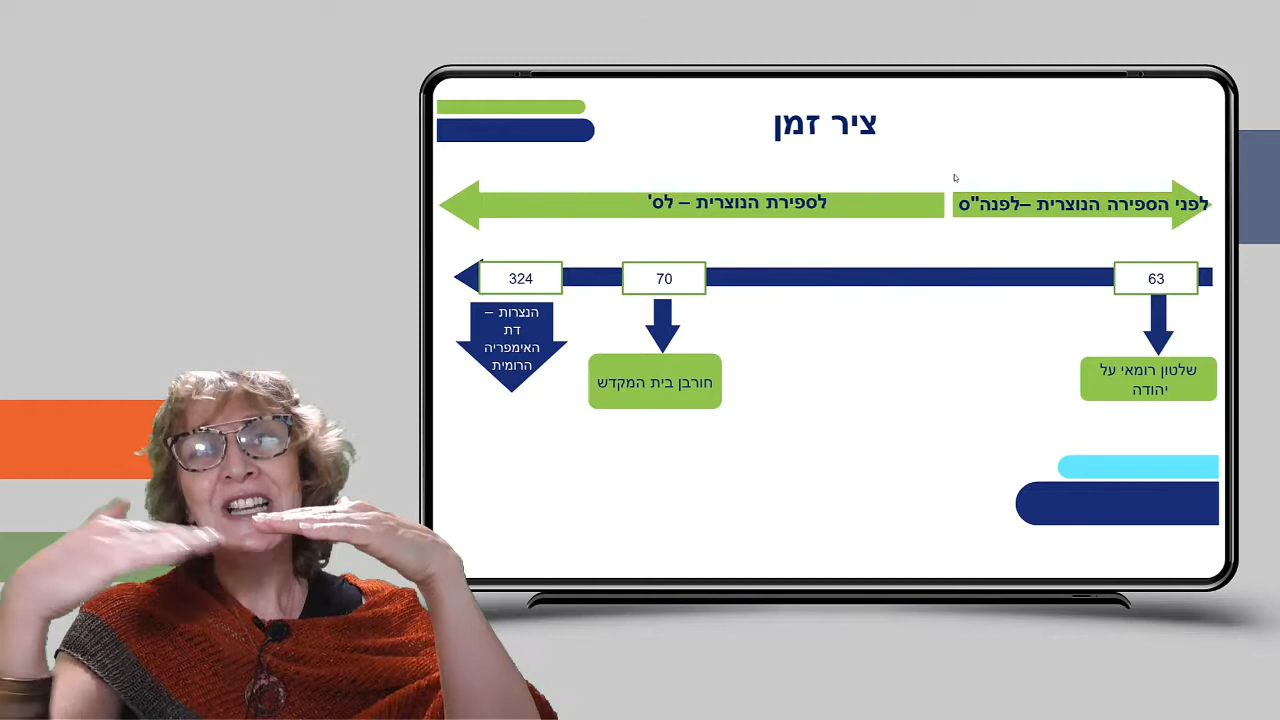 ציר זמן
לפני הספירה הנוצרית –לפנה"ס
לספירת הנוצרית – לס'
63
70
324
שלטון רומאי על
יהודה
חורבן בית המקדש
הנצרות –
דת
האימפריה
הרומית